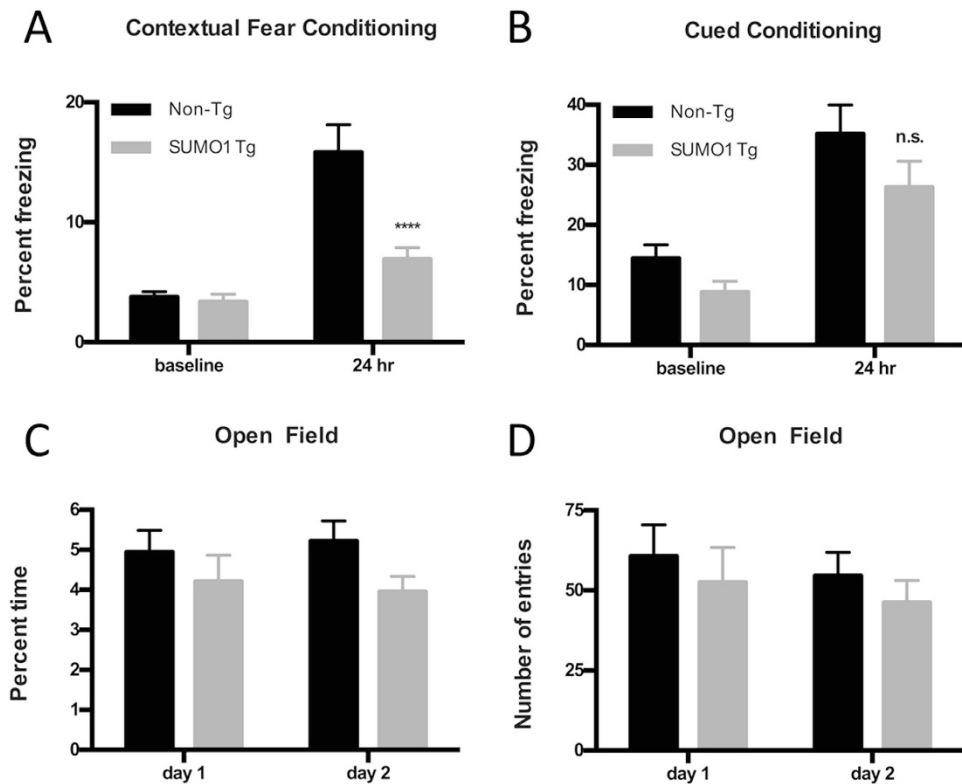 A
Contextual Fear Conditioning
Percent freezing
20
10
0
Non-Tg
SUMO1 Tg
****
baseline
24 hr
B
Cued Conditioning
Percent freezing
40
30
20
10
0
Non-Tg
SUMO1 Tg
n.s.
baseline
24 hr
C
Open Field
Percent time
6
5
4
3
2
1
0
day 1
day 2
D
Open Field
Number of entries
75
50
25
0
day 1
day 2